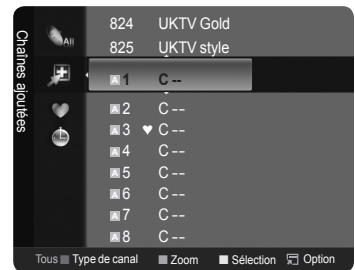 Chaînes ajoutées
All
824 UKTV Gold
825 UKTV style
A 1 C --
A 2 C --
A 3 ♥ C --
A 4 C --
A 5 C --
A 6 C --
A 7 C --
A 8 C --
Tous Type de canal Zoom Sélection Option